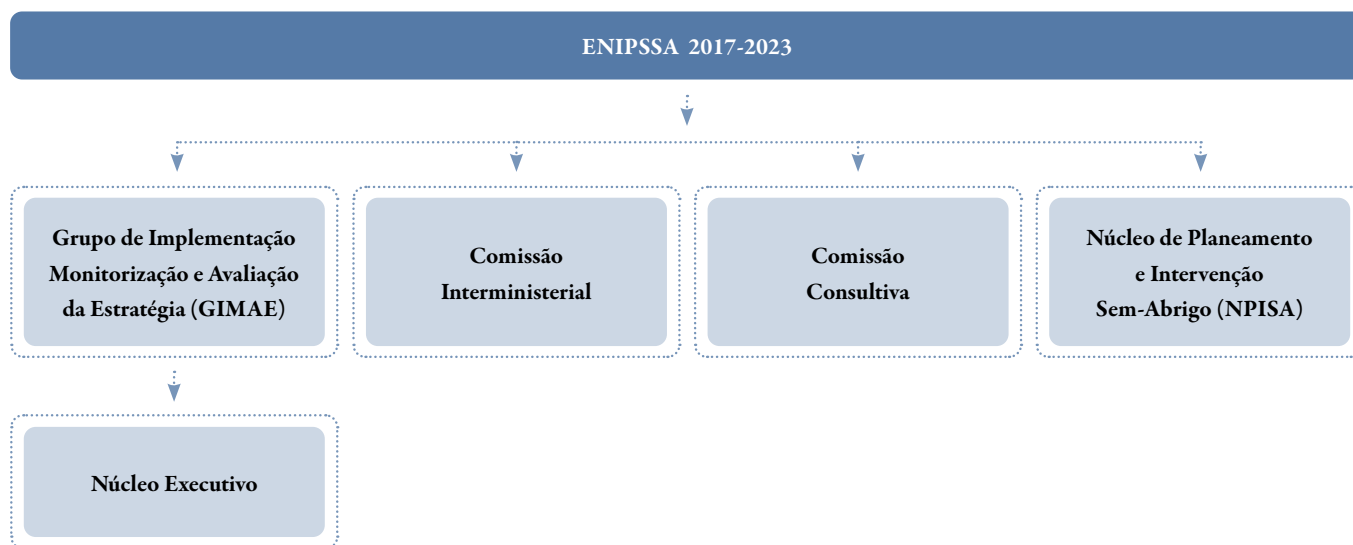 ENIPSSA 2017-2023
Grupo de Implementação
Monitorização e Avaliação
da Estratégia (GIMAE)
Comissão
Interministerial
Comissão
Consultiva
Núcleo de Planeamento
e Intervenção
Sem-Abrigo (NPISA)
Núcleo Executivo